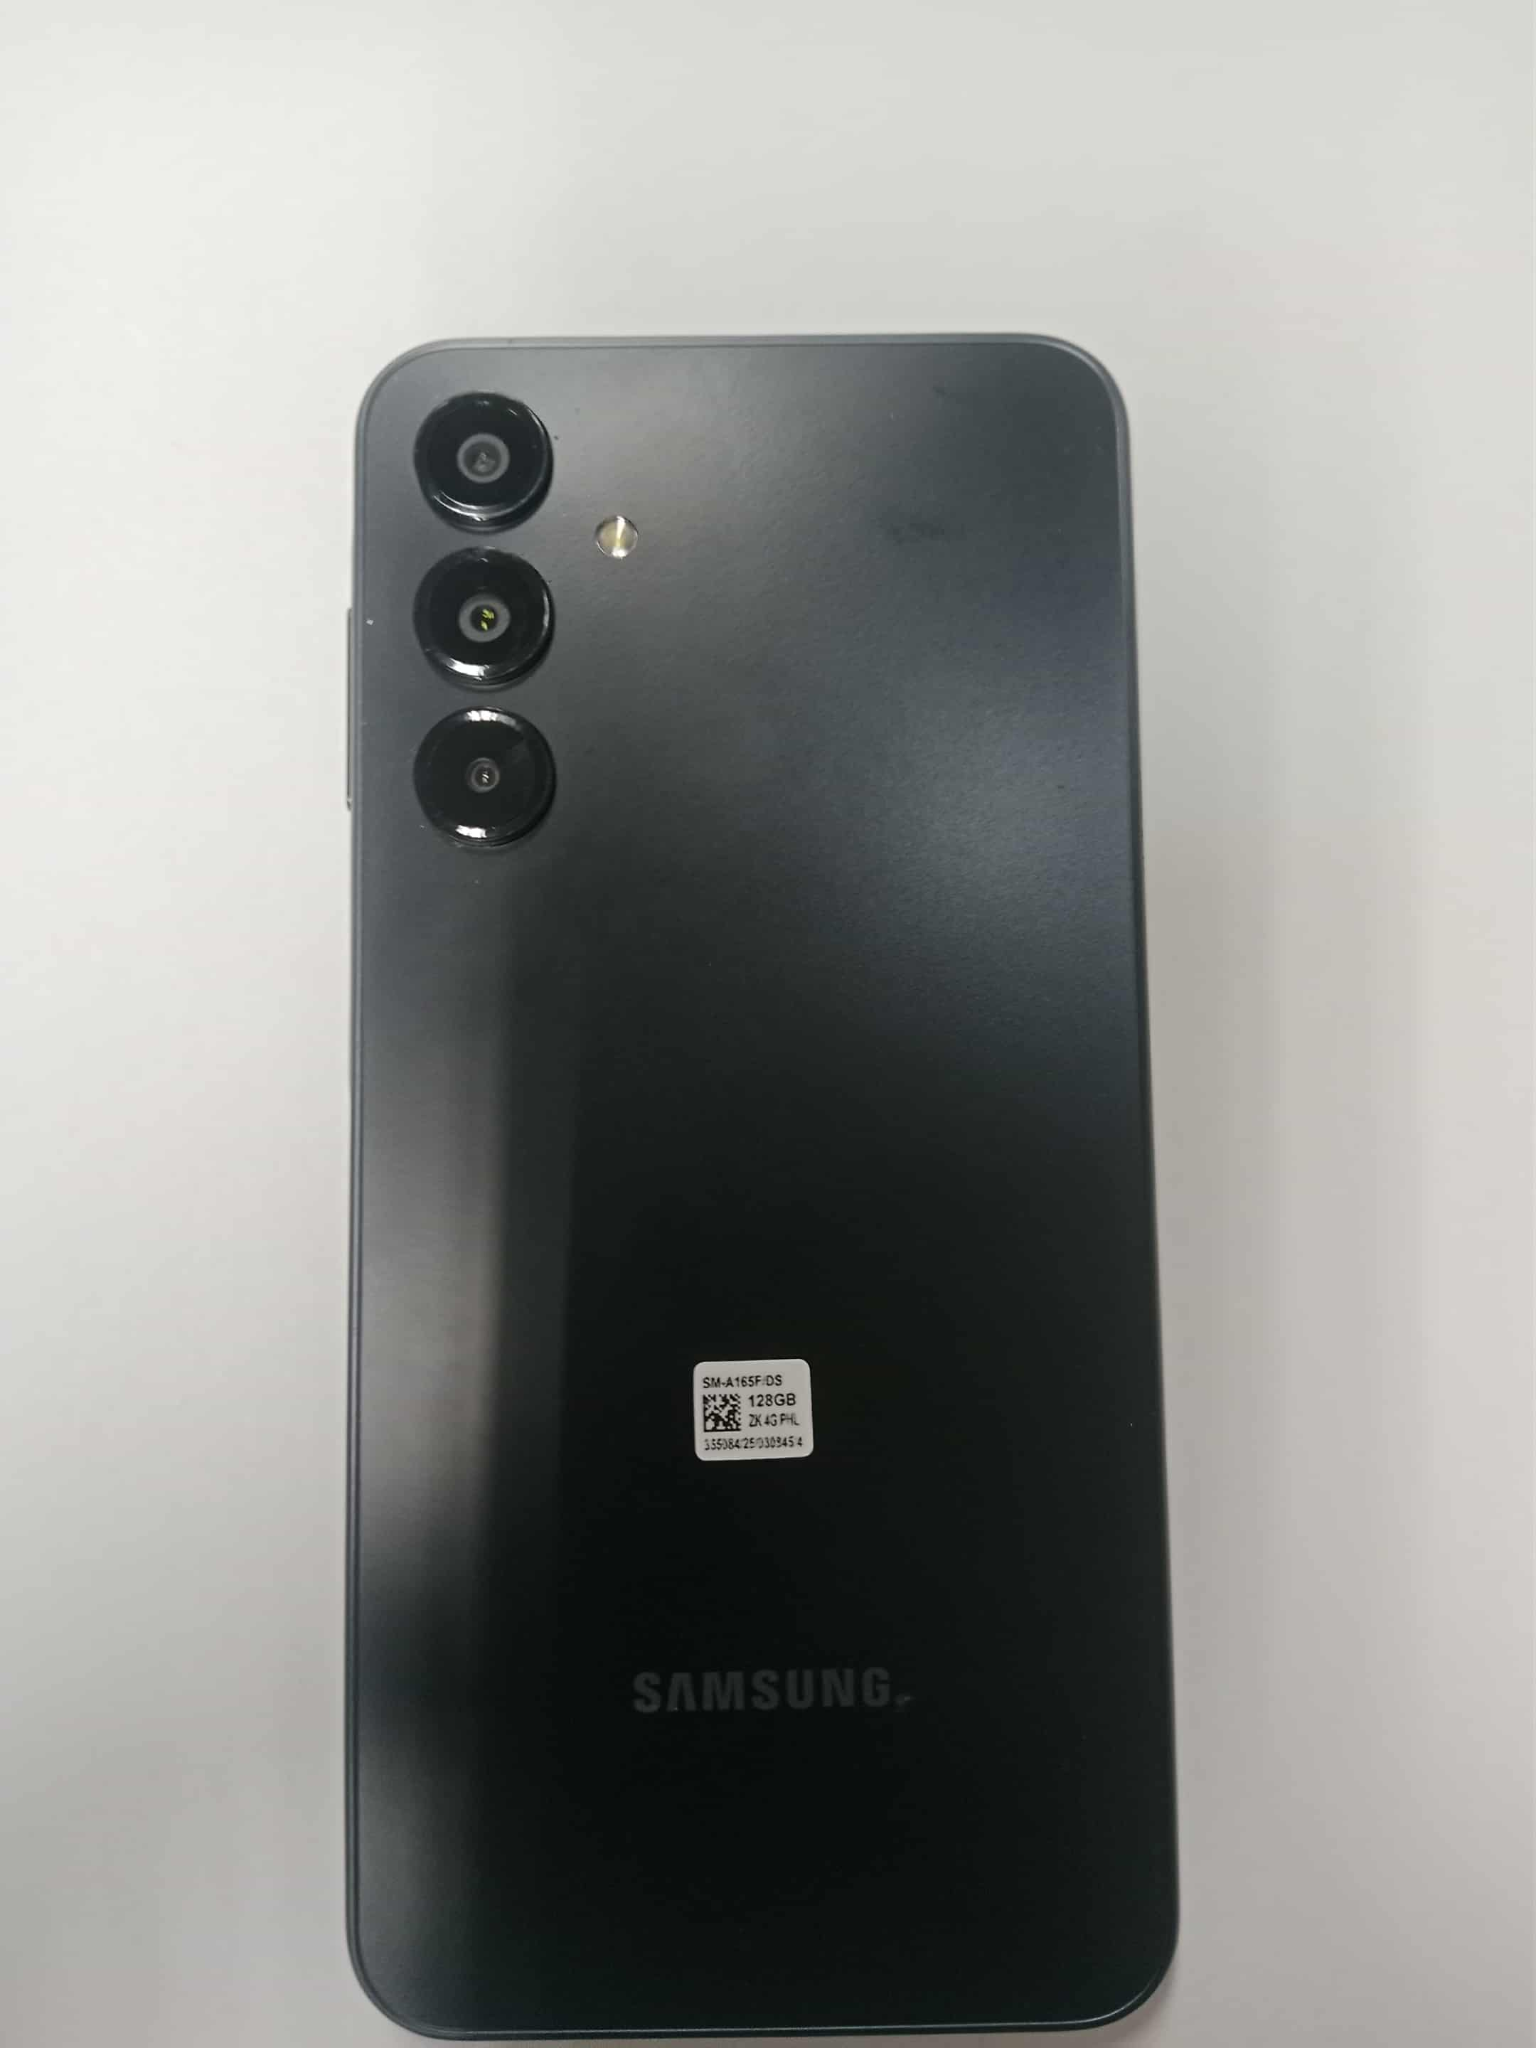 SM-A165F/DS
128GB
ZK 4G PHL
SAMSUNG